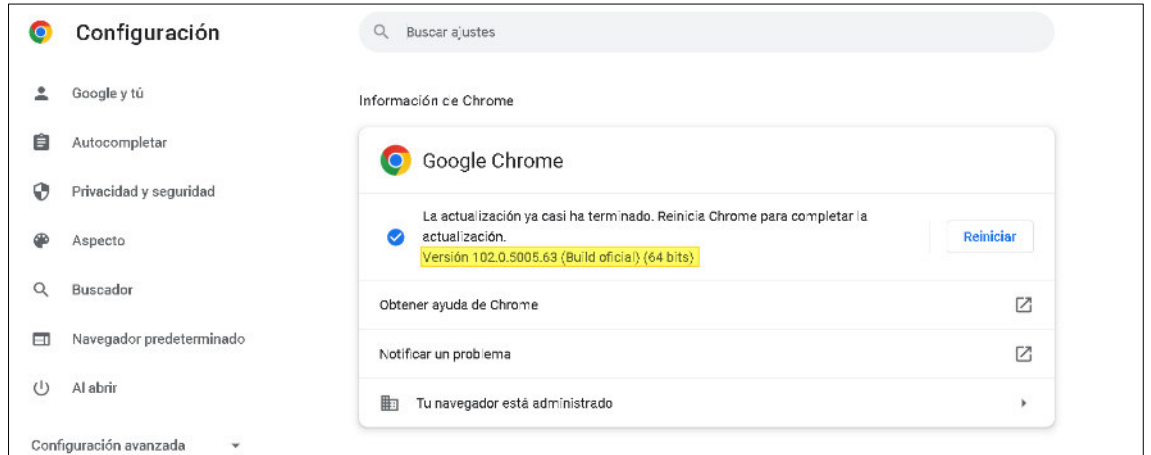 Configuración
Buscar ajustes
Google y tú
Autocompletar
Privacidad y seguridad
Aspecto
Buscador
Navegador predeterminado
Al abrir
Configuración avanzada
Información de Chrome
Google Chrome
La actualización ya casi ha terminado. Reinicia Chrome para completar la
actualización.
Versión 102.0.5005.63 (Build oficial) (64 bits)
Reiniciar
Obtener ayuda de Chrome
Notificar un problema
Tu navegador está administrado